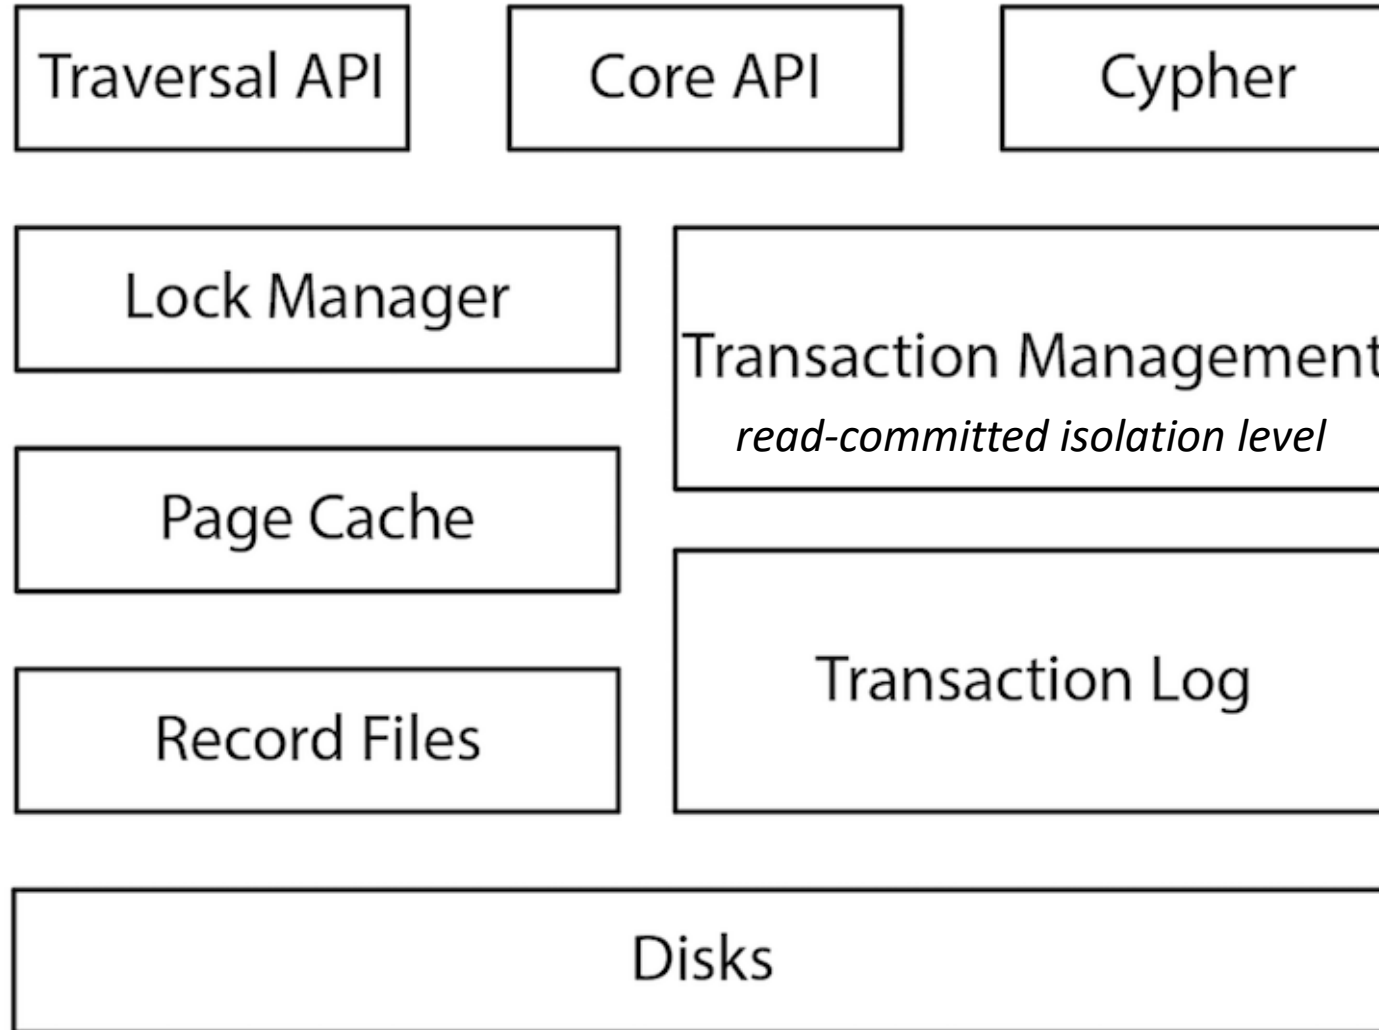 Traversal API
Core API
Cypher
Lock Manager
Transaction Management
read-committed isolation level
Page Cache
Transaction Log
Record Files
Disks